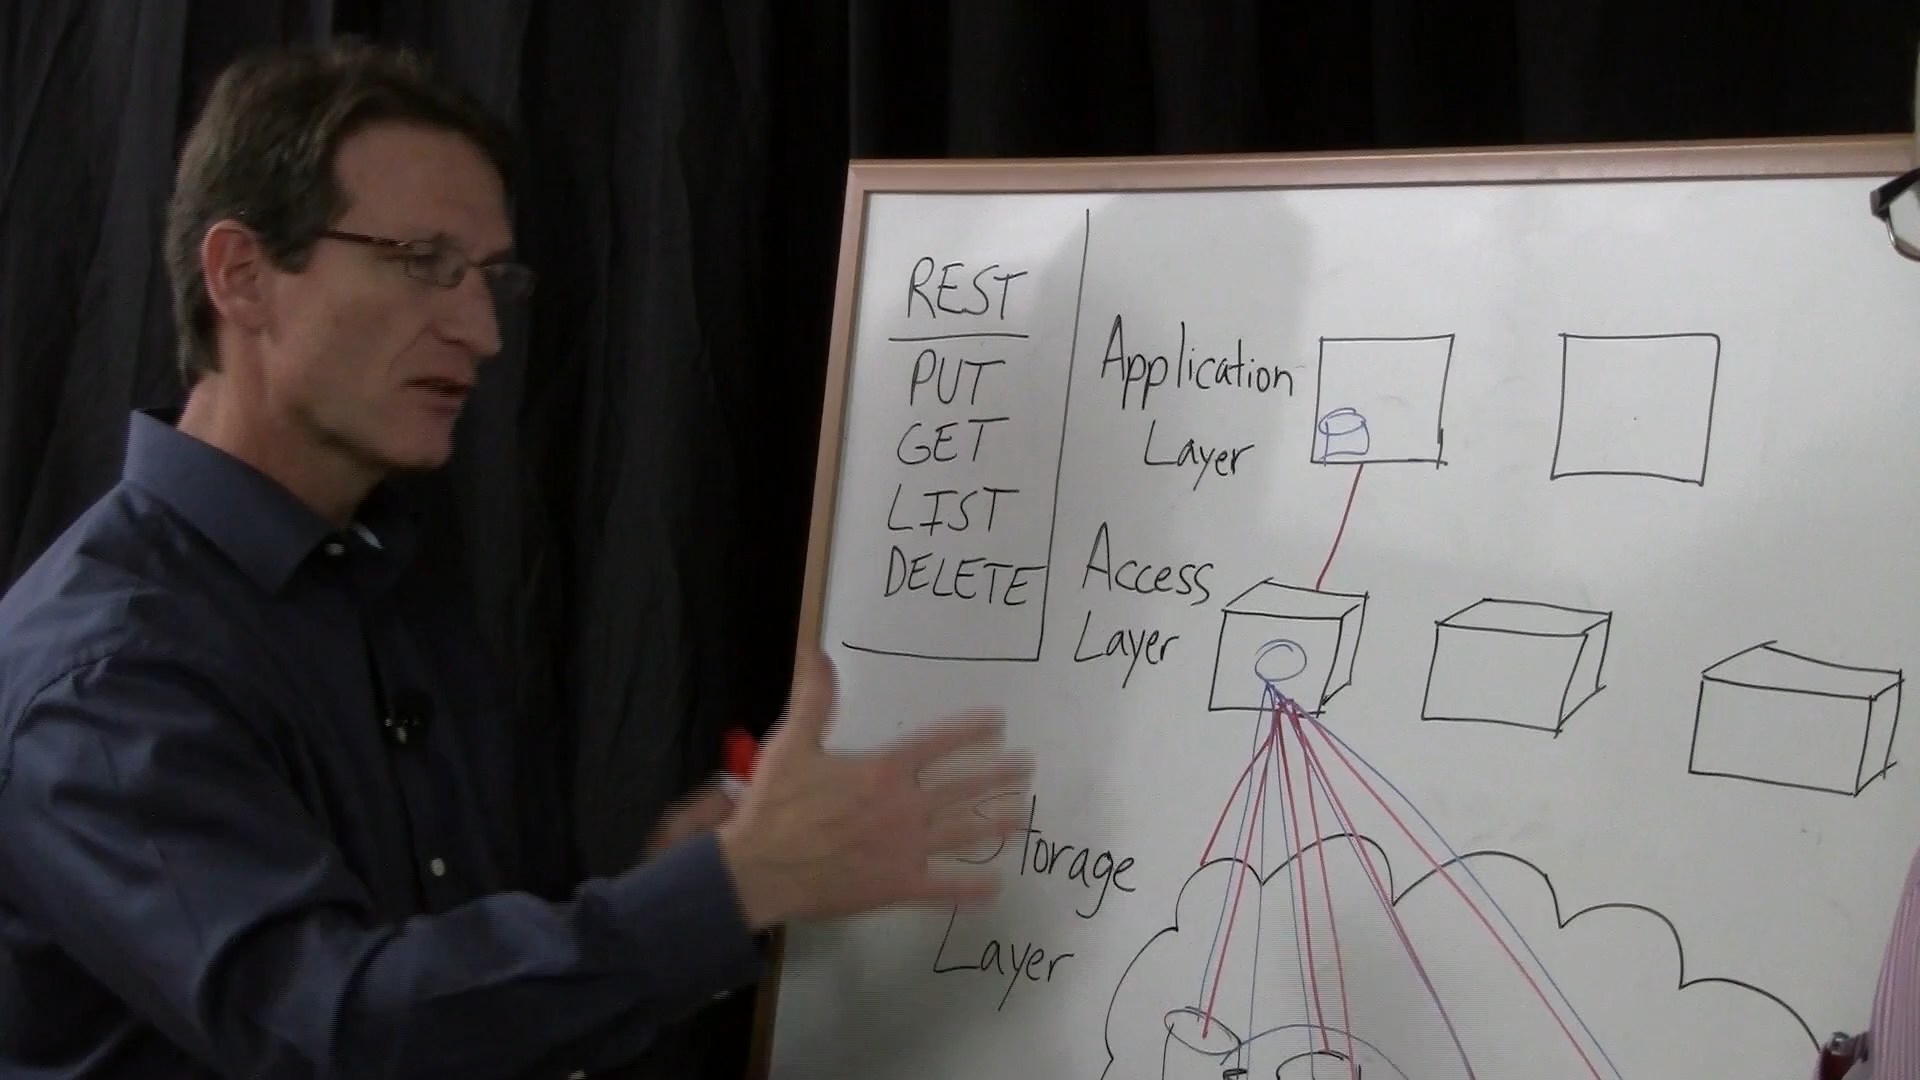 REST
PUT
GET
LIST
DELETE
Application
Layer
Access
Layer
Storage
Layer